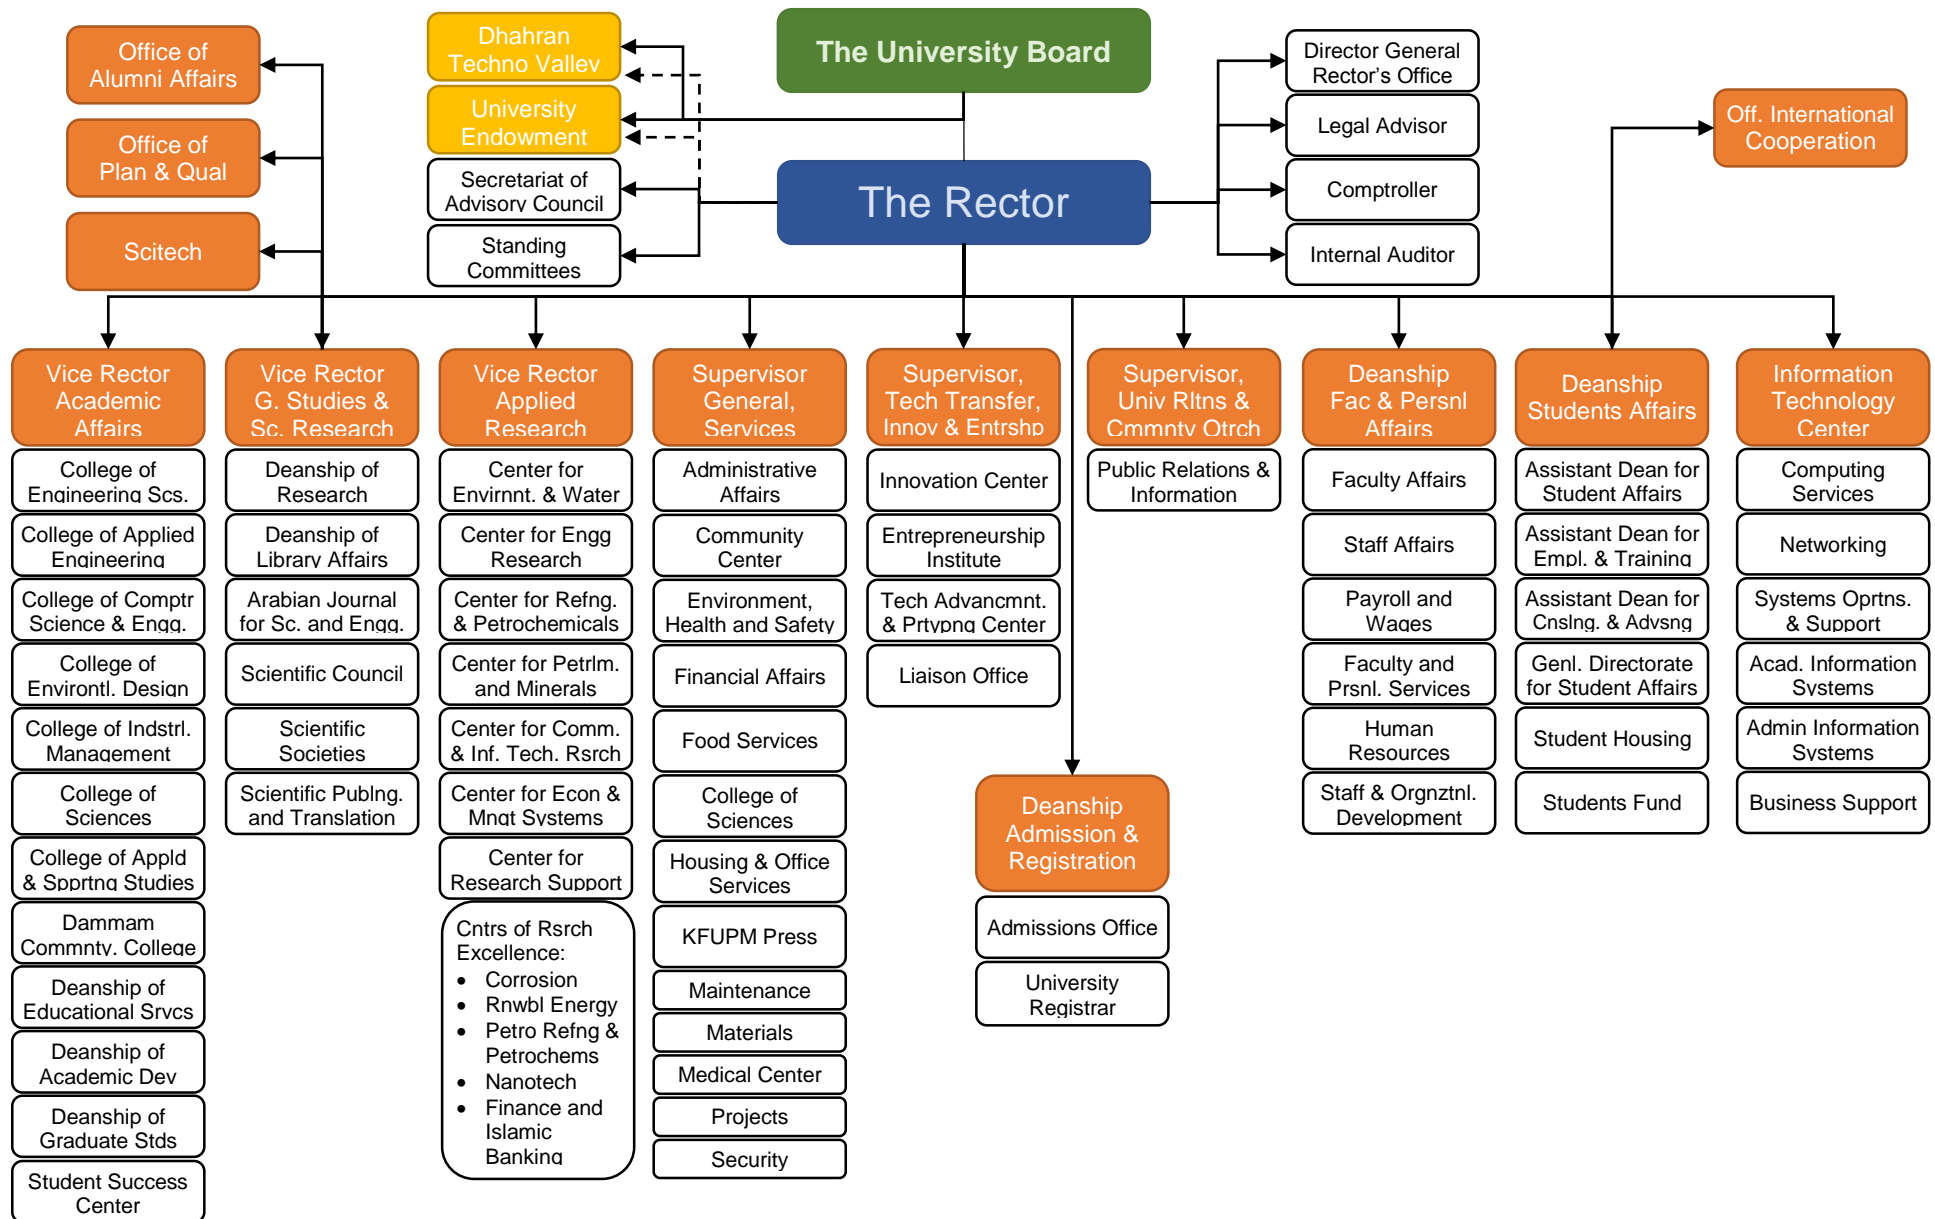 Office of
Alumni Affairs
Office of
Plan & Qual
Scitech
Dhahran
Techno Valley
University
Endowment
Secretariat of
Advisory Council
Standing
Committees
The University Board
The Rector
Director General
Rector's Office
Legal Advisor
Comptroller
Internal Auditor
Off. International
Cooperation
Vice Rector
Academic
Affairs
College of
Engineering Scs.
College of Applied
Engineering
College of Comptr
Science & Engg.
College of
Environtl. Design
College of Indstrl.
Management
College of
Sciences
College of Appld
& Spprtng Studies
Dammam
Commnty. College
Deanship of
Educational Srvcs
Deanship of
Academic Dev
Deanship of
Graduate Stds
Student Success
Center
Vice Rector
G. Studies &
Sc. Research
Deanship of
Research
Deanship of
Library Affairs
Arabian Journal
for Sc. and Engg.
Scientific Council
Scientific
Societies
Scientific Publng.
and Translation
Vice Rector
Applied
Research
Center for
Envirnnt. & Water
Center for Engg
Research
Center for Refng.
& Petrochemicals
Center for Petrlm.
and Minerals
Center for Comm.
& Inf. Tech. Rsrch
Center for Econ &
Mngt Systems
Center for
Research Support
Cntrs of Rsrch
Excellence:
• Corrosion
• Rnwbl Energy
• Petro Refng &
Petrochems
• Nanotech
• Finance and
Islamic
Banking
Supervisor
General,
Services
Administrative
Affairs
Community
Center
Environment,
Health and Safety
Financial Affairs
Food Services
College of
Sciences
Housing & Office
Services
KFUPM Press
Maintenance
Materials
Medical Center
Projects
Security
Supervisor,
Tech Transfer,
Innov & Entrshp
Innovation Center
Entrepreneurship
Institute
Tech Advancmnt.
& Prtypng Center
Liaison Office
Deanship
Admission &
Registration
Admissions Office
University
Registrar
Supervisor,
Univ Rltns &
Cmmnty Otrch
Public Relations &
Information
Deanship
Fac & Persnl
Affairs
Faculty Affairs
Staff Affairs
Payroll and
Wages
Faculty and
Prsnl. Services
Human
Resources
Staff & Orgnztnl.
Development
Deanship
Students Affairs
Assistant Dean for
Student Affairs
Assistant Dean for
Empl. & Training
Assistant Dean for
Cnslng. & Advsng
Genl. Directorate
for Student Affairs
Student Housing
Students Fund
Information
Technology
Center
Computing
Services
Networking
Systems Oprtns.
& Support
Acad. Information
Systems
Admin Information
Systems
Business Support